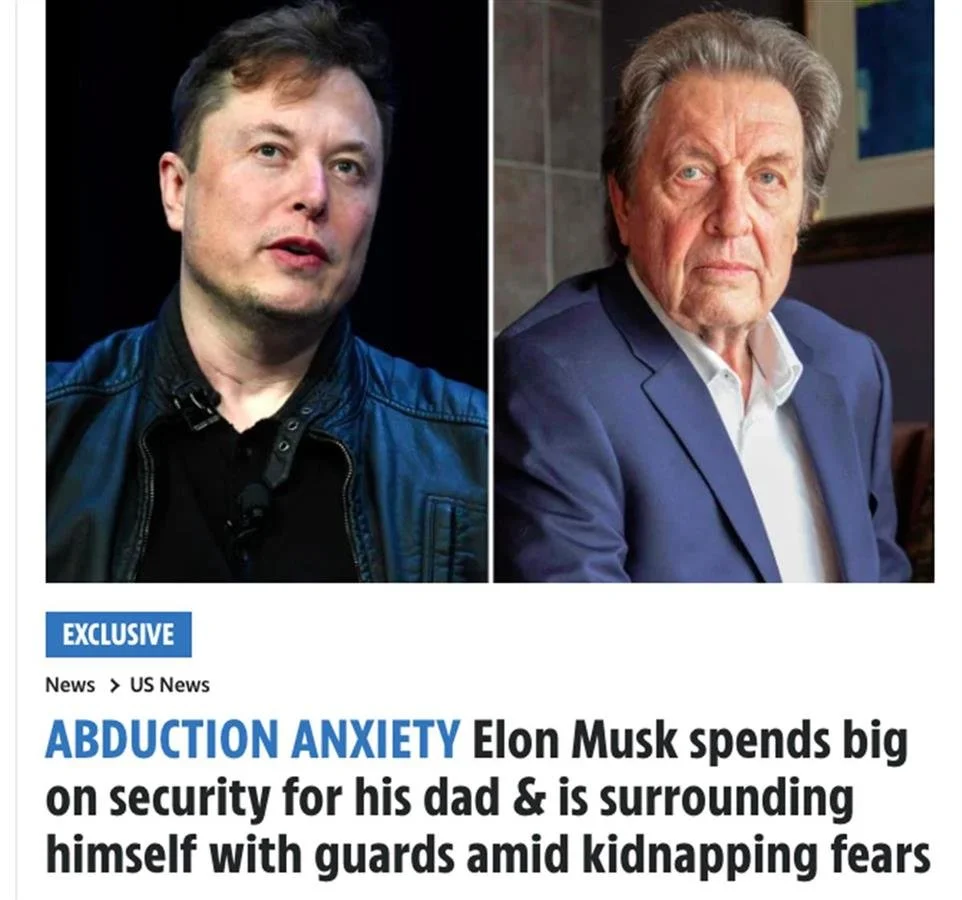 EXCLUSIVE
News > US News
ABDUCTION ANXIETY Elon Musk spends big
on security for his dad & is surrounding
himself with guards amid kidnapping fears